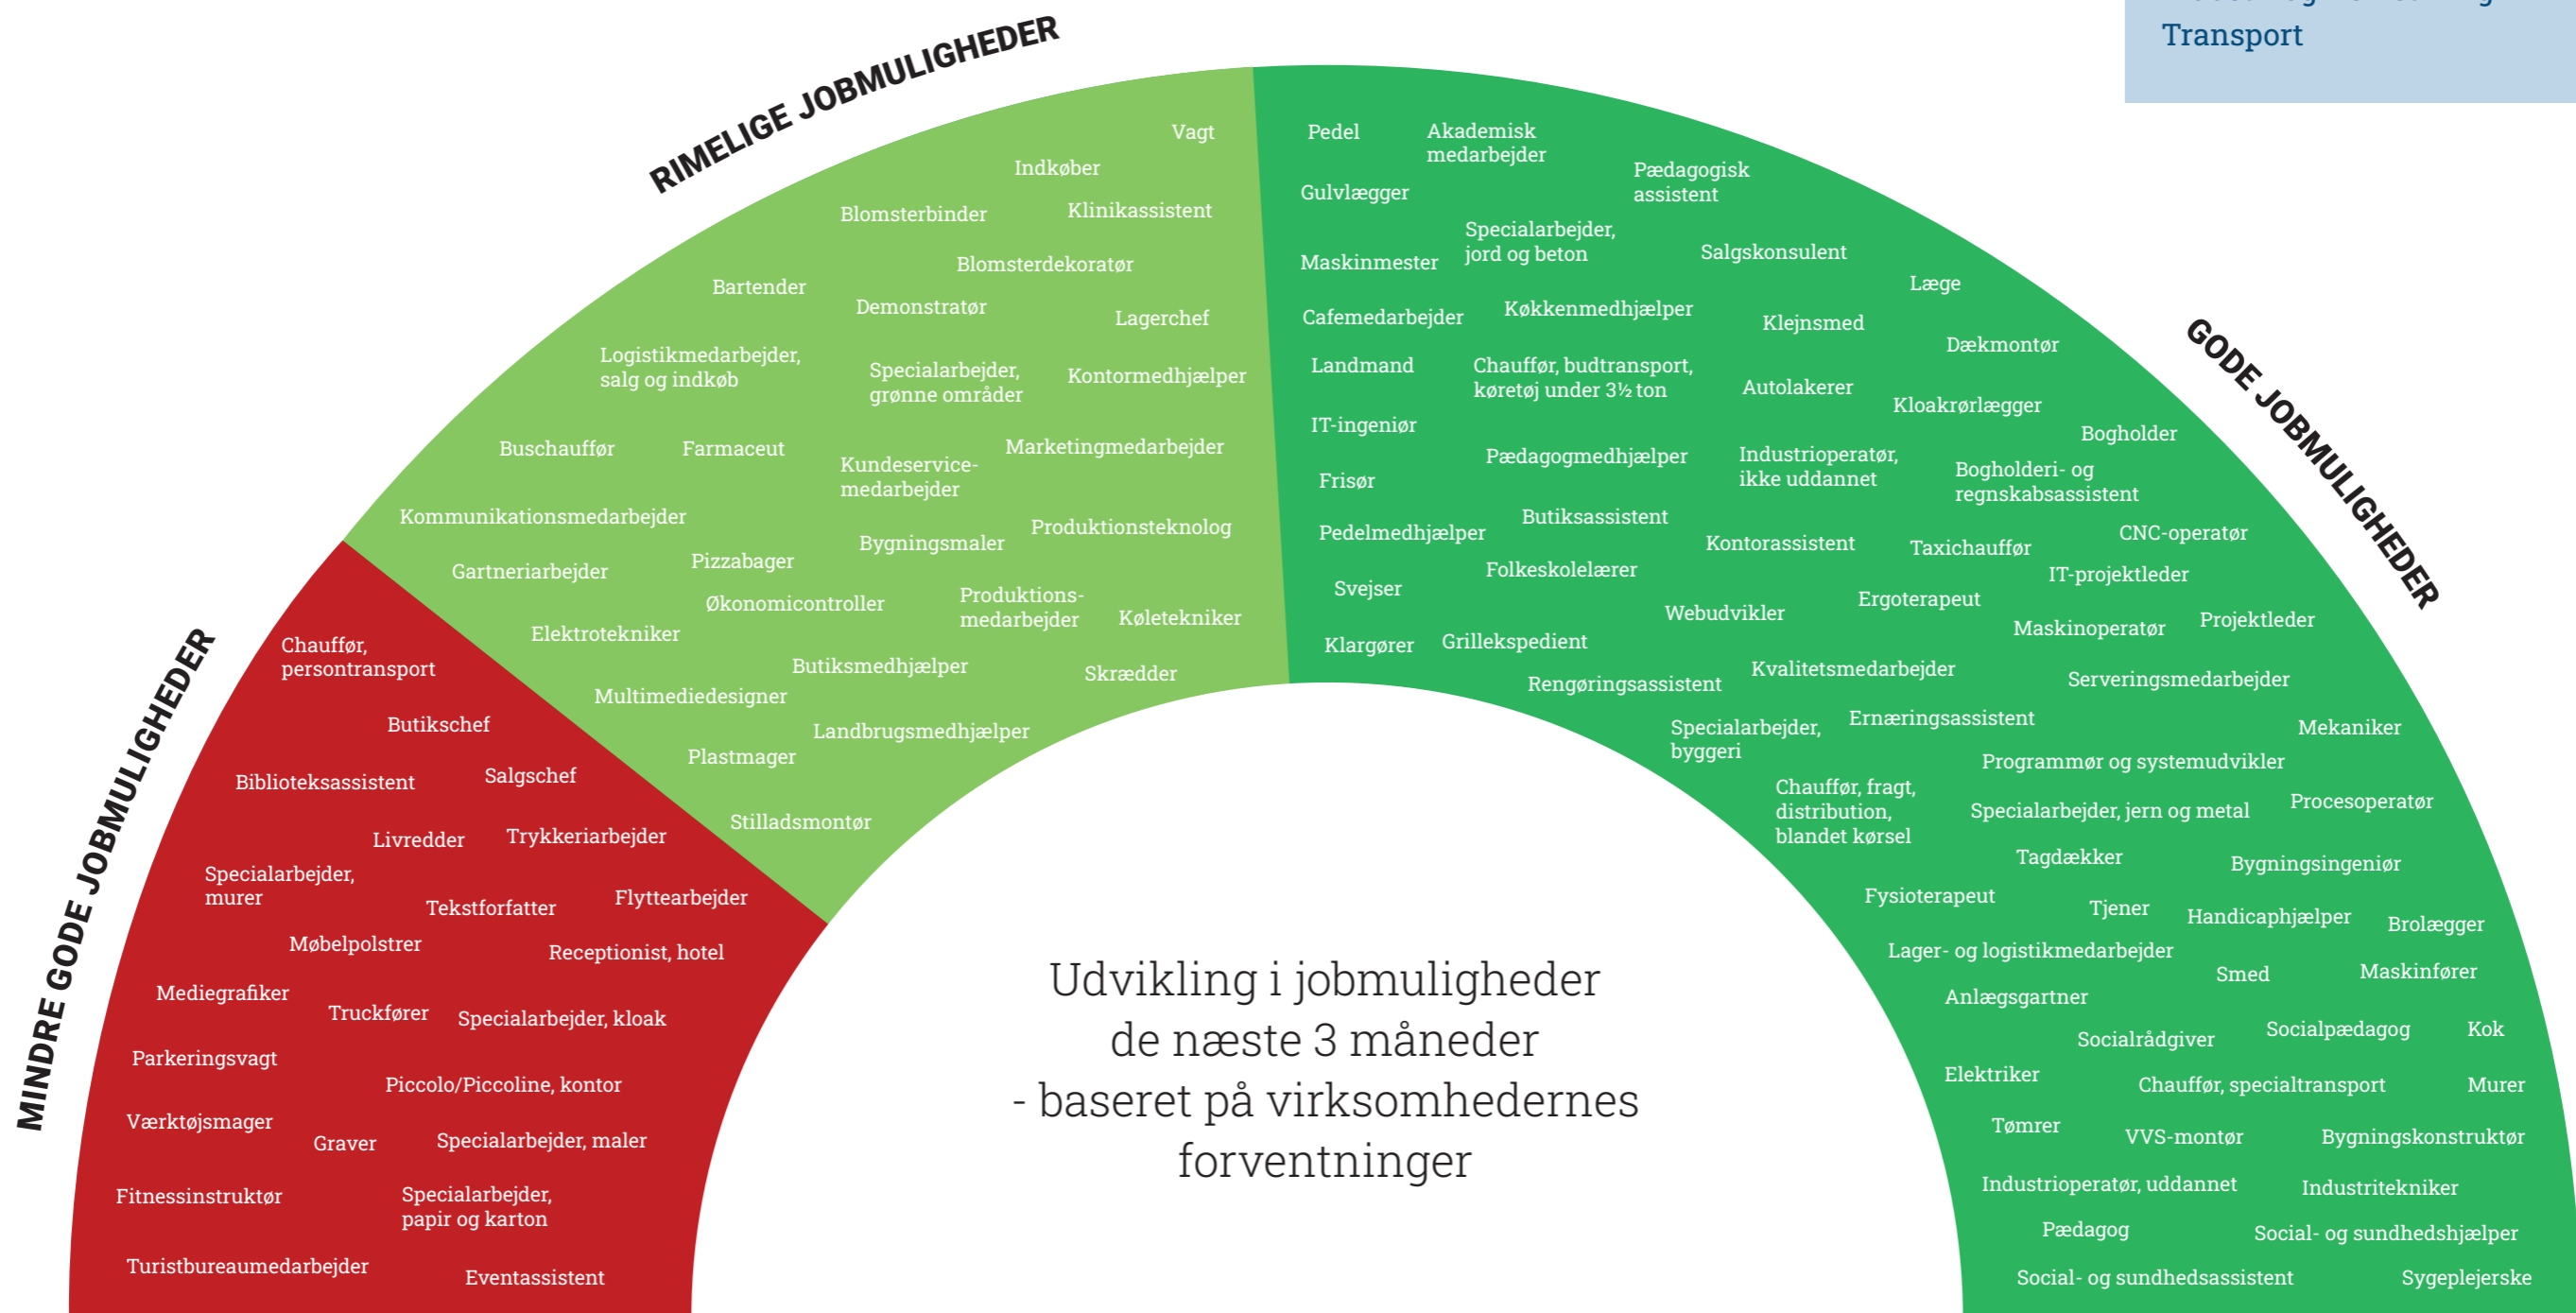 Transport
RIMELIGE JOBMULIGHEDER
GODE JOBMULIGHEDER
MINDRE GODE JOBMULIGHEDER
Vagt
Indkøber
Blomsterbinder
Klinikassistent
Blomsterdekoratør
Bartender
Demonstratør
Lagerchef
Logistikmedarbejder,
salg og indkøb
Specialarbejder,
grønne områder
Kontormedhjælper
Buschauffør
Farmaceut
Marketingmedarbejder
Kundeservice-
medarbejder
Kommunikationsmedarbejder
Produktionsteknolog
Bygningsmaler
Pizzabager
Gartneriarbejder
Økonomicontroller
Produktions-
medarbejder
Køletekniker
Elektrotekniker
Butiksmedhjælper
Skrædder
Multimediedesigner
Landbrugsmedhjælper
Plastmager
Stilladsmontør
Pedel
Akademisk
medarbejder
Pædagogisk
assistent
Gulvlægger
Specialarbejder,
jord og beton
Salgskonsulent
Maskinmester
Læge
Cafemedarbejder
Køkkenmedhjælper
Klejnsmed
Dækmontør
Landmand
Chauffør, budtransport,
køretøj under 3½ ton
Autolakerer
Kloakrørlægger
IT-ingeniør
Bogholder
Pædagogmedhjælper
Industrioperatør,
ikke uddannet
Bogholderi- og
regnskabsassistent
Frisør
Butiksassistent
Pedelmedhjælper
Kontorassistent
Taxichauffør
CNC-operatør
Folkeskolelærer
IT-projektleder
Svejser
Webudvikler
Ergoterapeut
Maskinoperatør
Projektleder
Klargører
Grillekspedient
Kvalitetsmedarbejder
Rengøringsassistent
Serveringsmedarbejder
Specialarbejder,
byggeri
Ernæringsassistent
Mekaniker
Programmør og systemudvikler
Chauffør, fragt,
distribution,
blandet kørsel
Specialarbejder, jern og metal
Procesoperatør
Tagdækker
Bygningsingeniør
Fysioterapeut
Tjener
Handicaphjælper
Brolægger
Lager- og logistikmedarbejder
Smed
Maskinfører
Anlægsgartner
Socialrådgiver
Socialpædagog
Kok
Elektriker
Chauffør, specialtransport
Murer
Tømrer
VVS-montør
Bygningskonstruktør
Industrioperatør, uddannet
Industritekniker
Pædagog
Social- og sundhedshjælper
Social- og sundhedsassistent
Sygeplejerske
Chauffør,
persontransport
Butikschef
Biblioteksassistent
Salgschef
Livredder
Trykkeriarbejder
Specialarbejder,
murer
Tekstforfatter
Flyttearbejder
Møbelpolstrer
Receptionist, hotel
Mediegrafiker
Truckfører
Specialarbejder, kloak
Parkeringsvagt
Piccolo/Piccoline, kontor
Værktøjsmager
Graver
Specialarbejder, maler
Fitnessinstruktør
Specialarbejder,
papir og karton
Turistbureaumedarbejder
Eventassistent
Udvikling i jobmuligheder
de næste 3 måneder
- baseret på virksomhedernes
forventninger